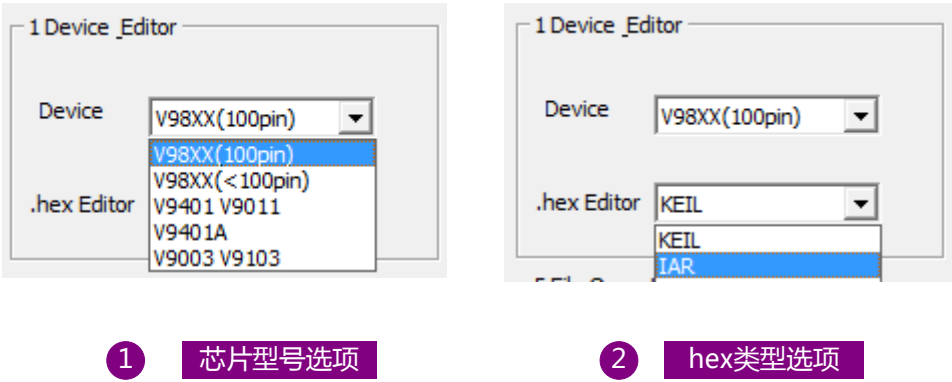 1 Device _Editor
Device
V98XX(100pin)
V98XX(100pin)
V98XX(<100pin)
.hex Editor
V9401 V9011
V9401A
V9003 V9103
1 Device _Editor
Device
V98XX(100pin)
.hex Editor
KEIL
KEIL
IAR
1 芯片型号选项
2 hex类型选项